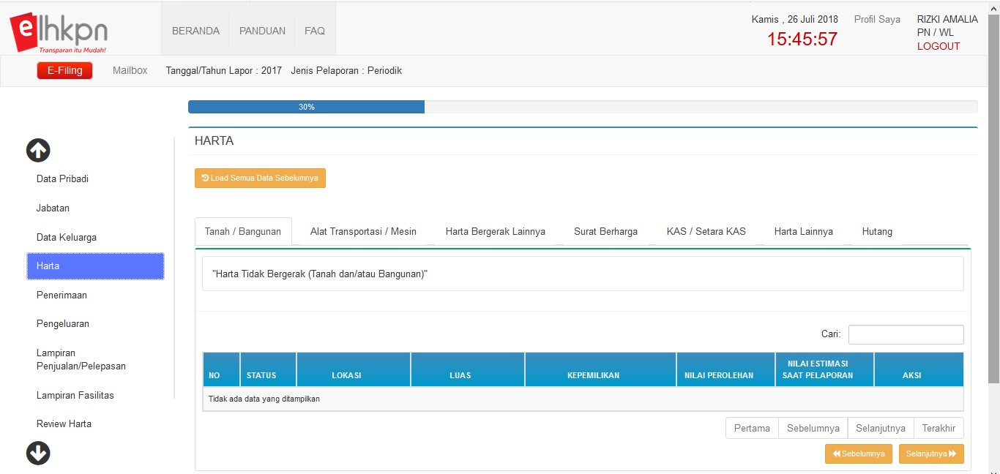 elhkpn
Transparan itu Mudah!
BERANDA PANDUAN FAQ
Kamis , 26 Juli 2018
15:45:57
Profil Saya
RIZKI AMALIA
PN / WL
LOGOUT
E-Filing Mailbox Tanggal/Tahun Lapor : 2017 Jenis Pelaporan : Periodik
30%
Data Pribadi
Jabatan
Data Keluarga
Harta
Penerimaan
Pengeluaran
Lampiran
Penjualan/Pelepasan
Lampiran Fasilitas
Review Harta
HARTA
Load Semua Data Sebelumnya
Tanah / Bangunan Alat Transportasi / Mesin Harta Bergerak Lainnya Surat Berharga KAS / Setara KAS Harta Lainnya Hutang
"Harta Tidak Bergerak (Tanah dan/atau Bangunan)"
Cari:
NO STATUS LOKASI LUAS KEPEMILIKAN NILAI PEROLEHAN NILAI ESTIMASI SAAT PELAPORAN AKSI
Tidak ada data yang ditampilkan
Pertama Sebelumnya Selanjutnya Terakhir
Sebelumnya Selanjutnya